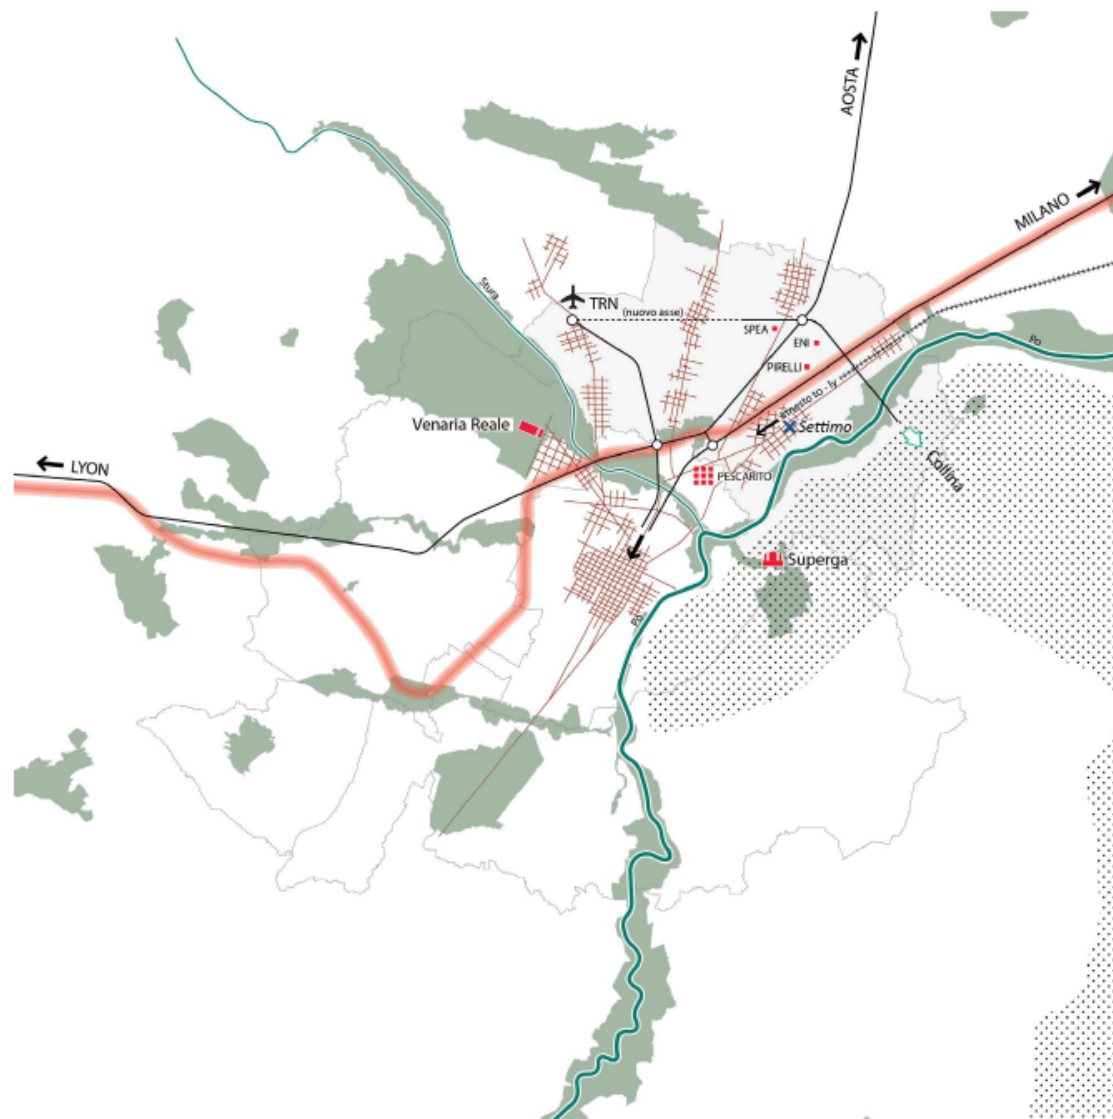 AOSTA
MILANO
Stura
TRN
(nuovo asse)
SPEA
ENI
PIRELLI
Po
Venaria Reale
Settimo
LYON
PESCARITO
Collina
Superga
Po